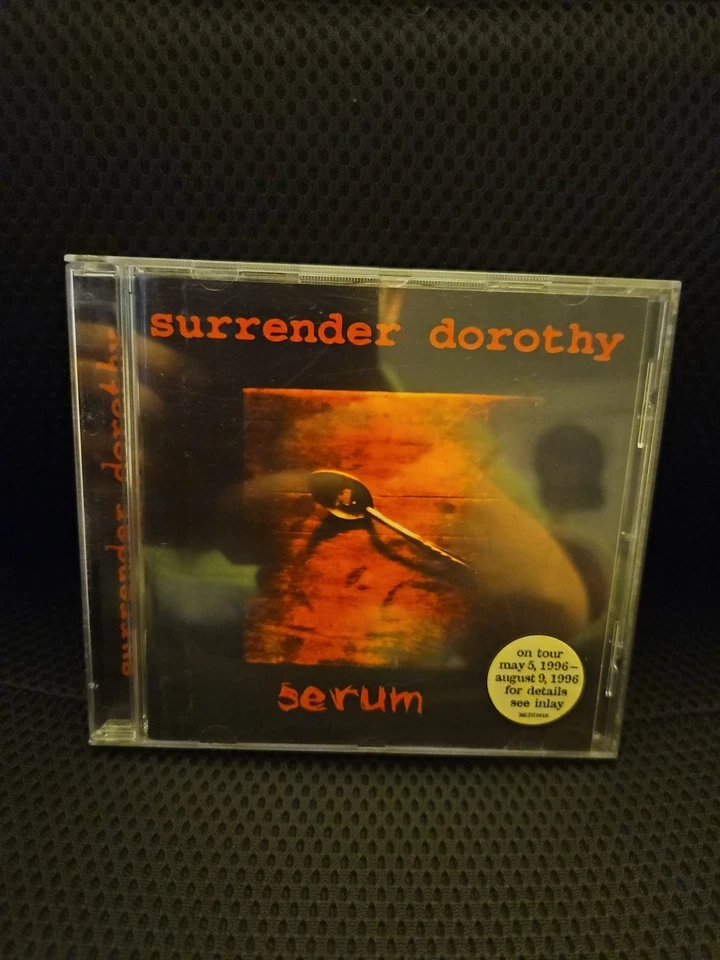 surrender dorothy
surrender dorothy
serum
on tour
may 5, 1996–
august 9, 1996
for details
see inlay